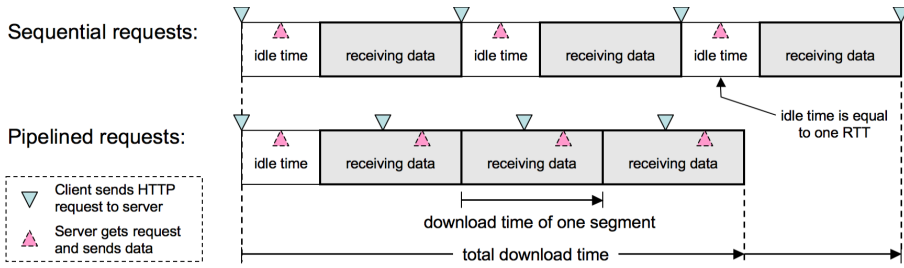 Sequential requests:
idle time
receiving data
idle time
receiving data
idle time
receiving data
idle time is equal
to one RTT
Pipelined requests:
idle time
receiving data
receiving data
receiving data
Client sends HTTP
request to server
Server gets request
and sends data
download time of one segment
total download time